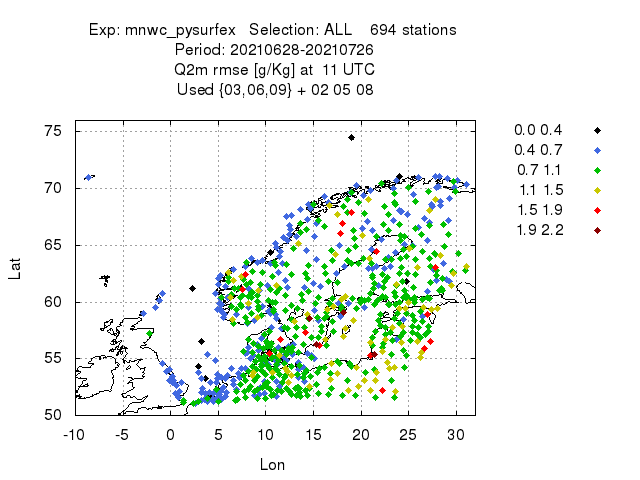 Exp: mnwc_pysurfex   Selection: ALL    694 stations
Period: 20210628-20210726
Q2m rmse [g/Kg] at  11 UTC
Used {03,06,09} + 02 05 08
0.0 0.4
0.4 0.7
0.7 1.1
1.1 1.5
1.5 1.9
1.9 2.2
75
70
65
60
55
50
Lat
-10 -5 0 5 10 15 20 25 30
Lon